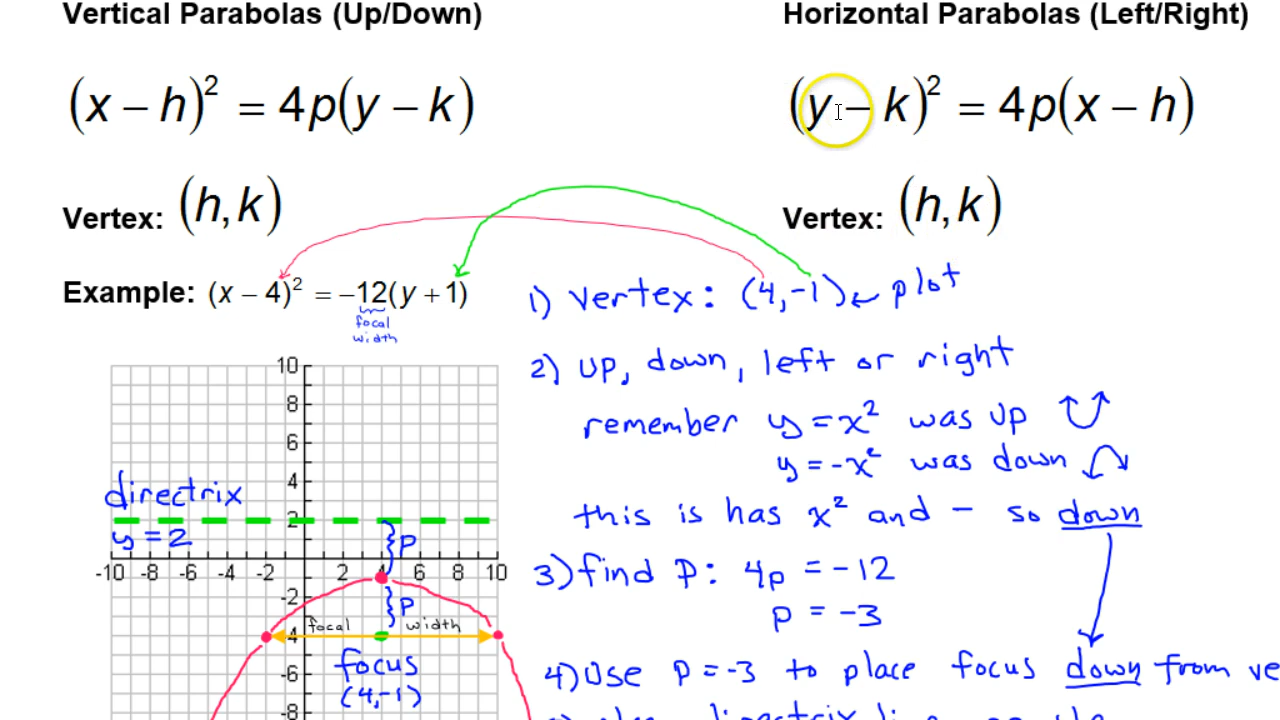 Vertical Parabolas (Up/Down)
Horizontal Parabolas (Left/Right)
(x – h)² = 4p(y – k)
(y – k)² = 4p(x – h)
Vertex: (h,k)
Vertex: (h,k)
Example: (x – 4)² = –12(y + 1)
focal
width
1) Vertex: (4,-1) ← plot
2) UP, down, left or right
remember y = x² was up
y = -x² was down
this is has x² and – so down
3) find P: 4p = -12
p = -3
4) Use p = -3 to place focus down from ve
10
8
6
4
2
directrix
y = 2
P
-10 -8 -6 -4 -2 2 4 6 8 10
-2
P
focal width
-4
focus
(4,-1)
-6
-8